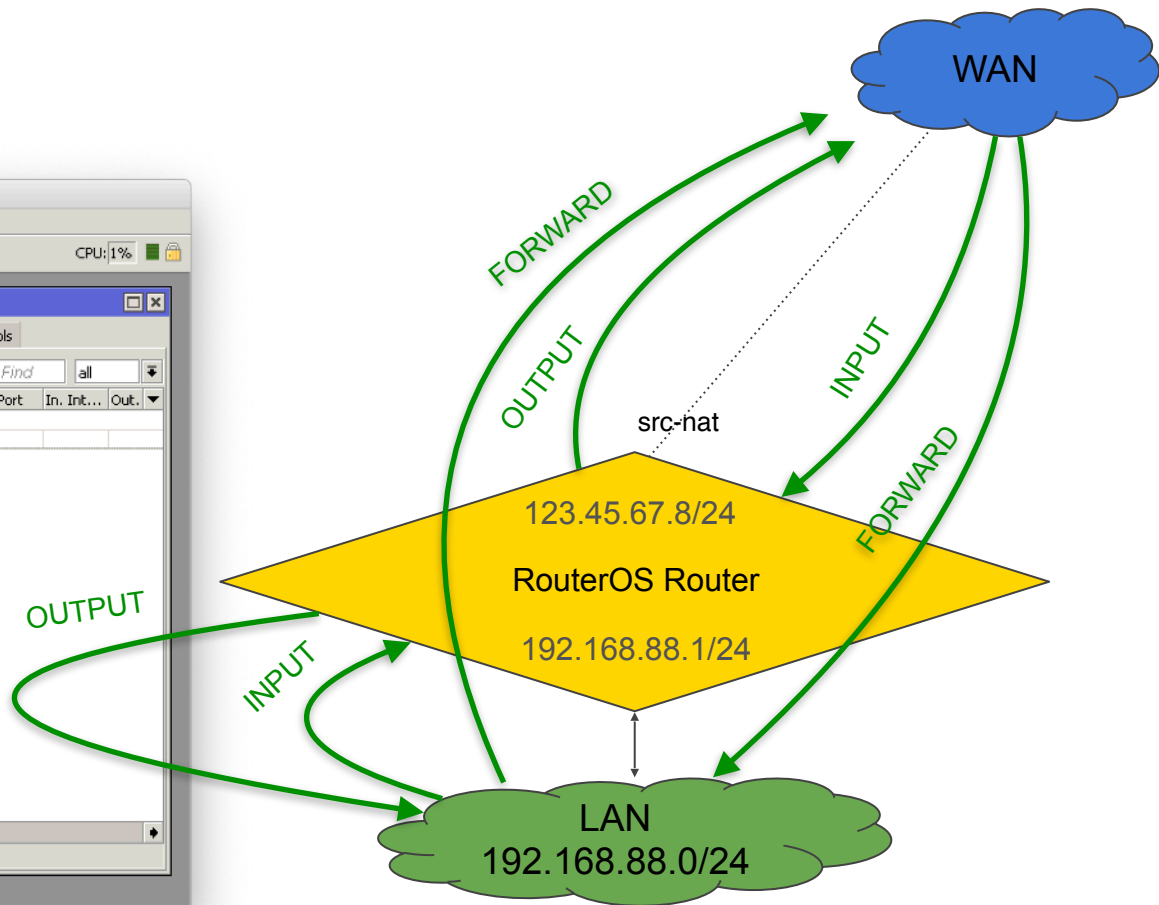 WAN
FORWARD
CPU: 1%
ols
Find
all
Port
In. Int...
Out.
OUTPUT
INPUT
src-nat
FORWARD
123.45.67.8/24
RouterOS Router
192.168.88.1/24
OUTPUT
INPUT
LAN
192.168.88.0/24